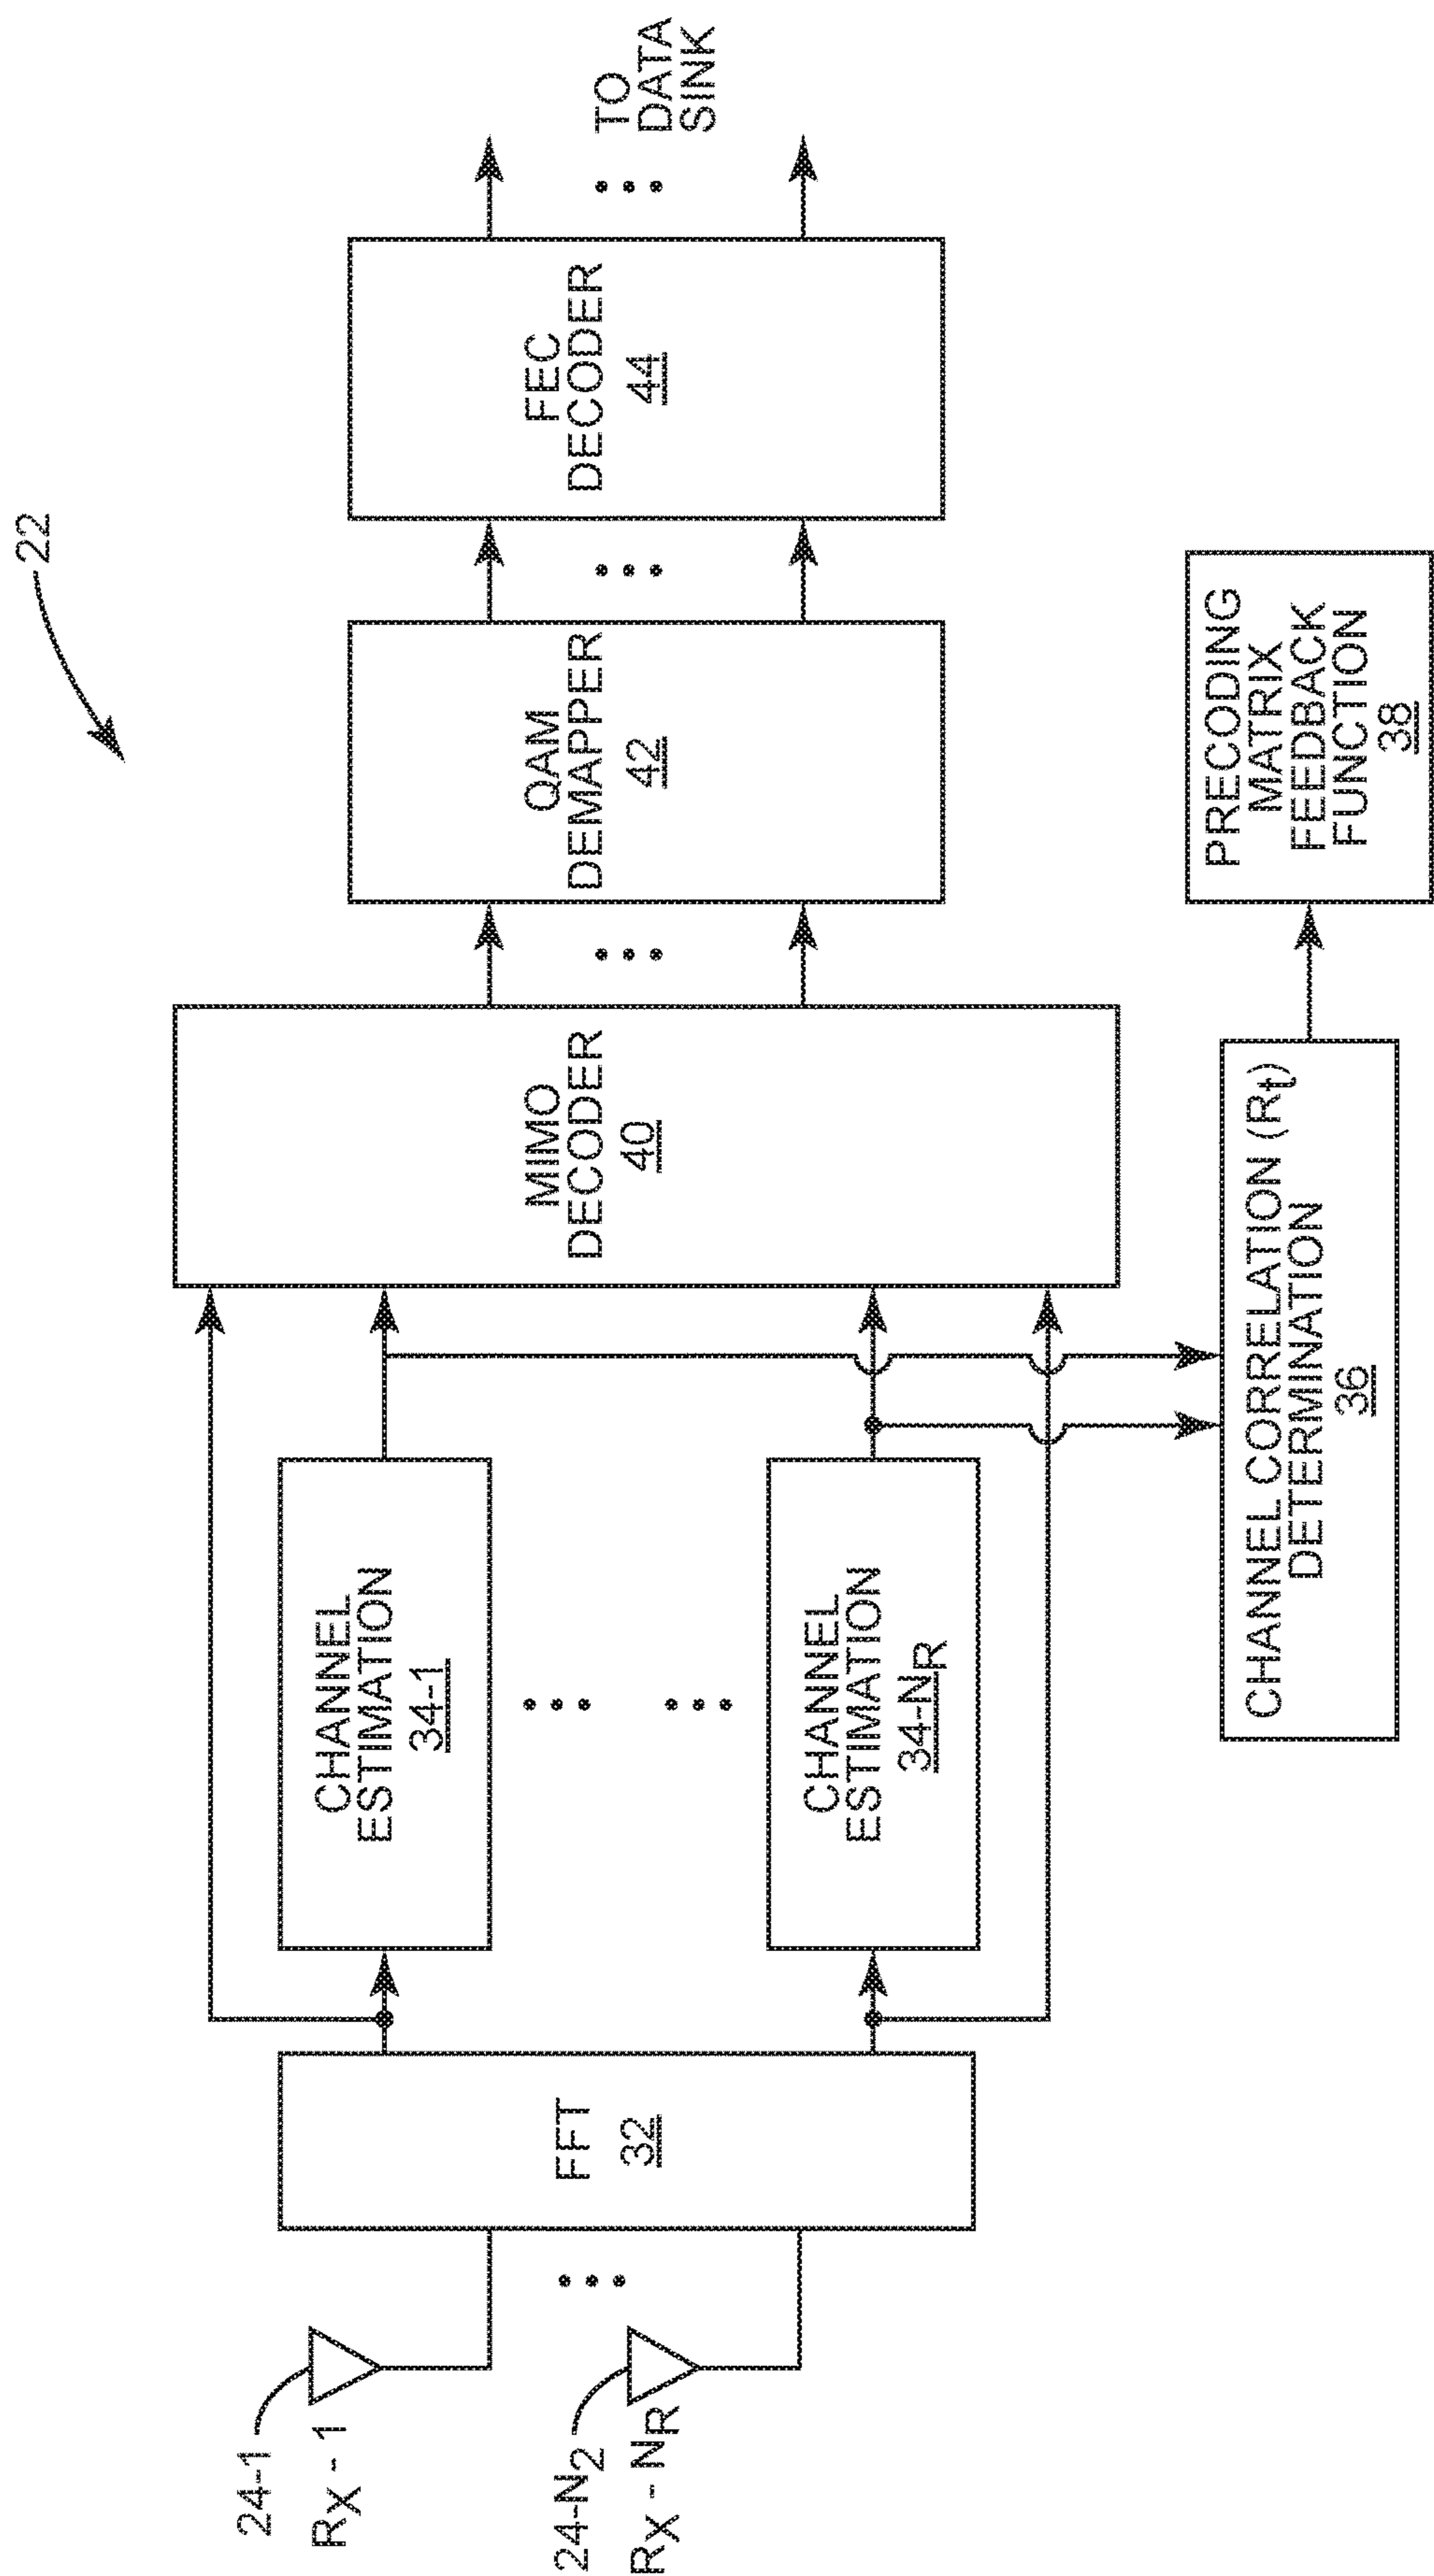 22
24-1
RX - 1
24-N2
RX - NR
FFT
32
CHANNEL
ESTIMATION
34-1
CHANNEL
ESTIMATION
34-NR
MIMO
DECODER
40
QAM
DEMAPPER
42
FEC
DECODER
44
TO
DATA
SINK
CHANNEL CORRELATION (Rt)
DETERMINATION
36
PRECODING
MATRIX
FEEDBACK
FUNCTION
38